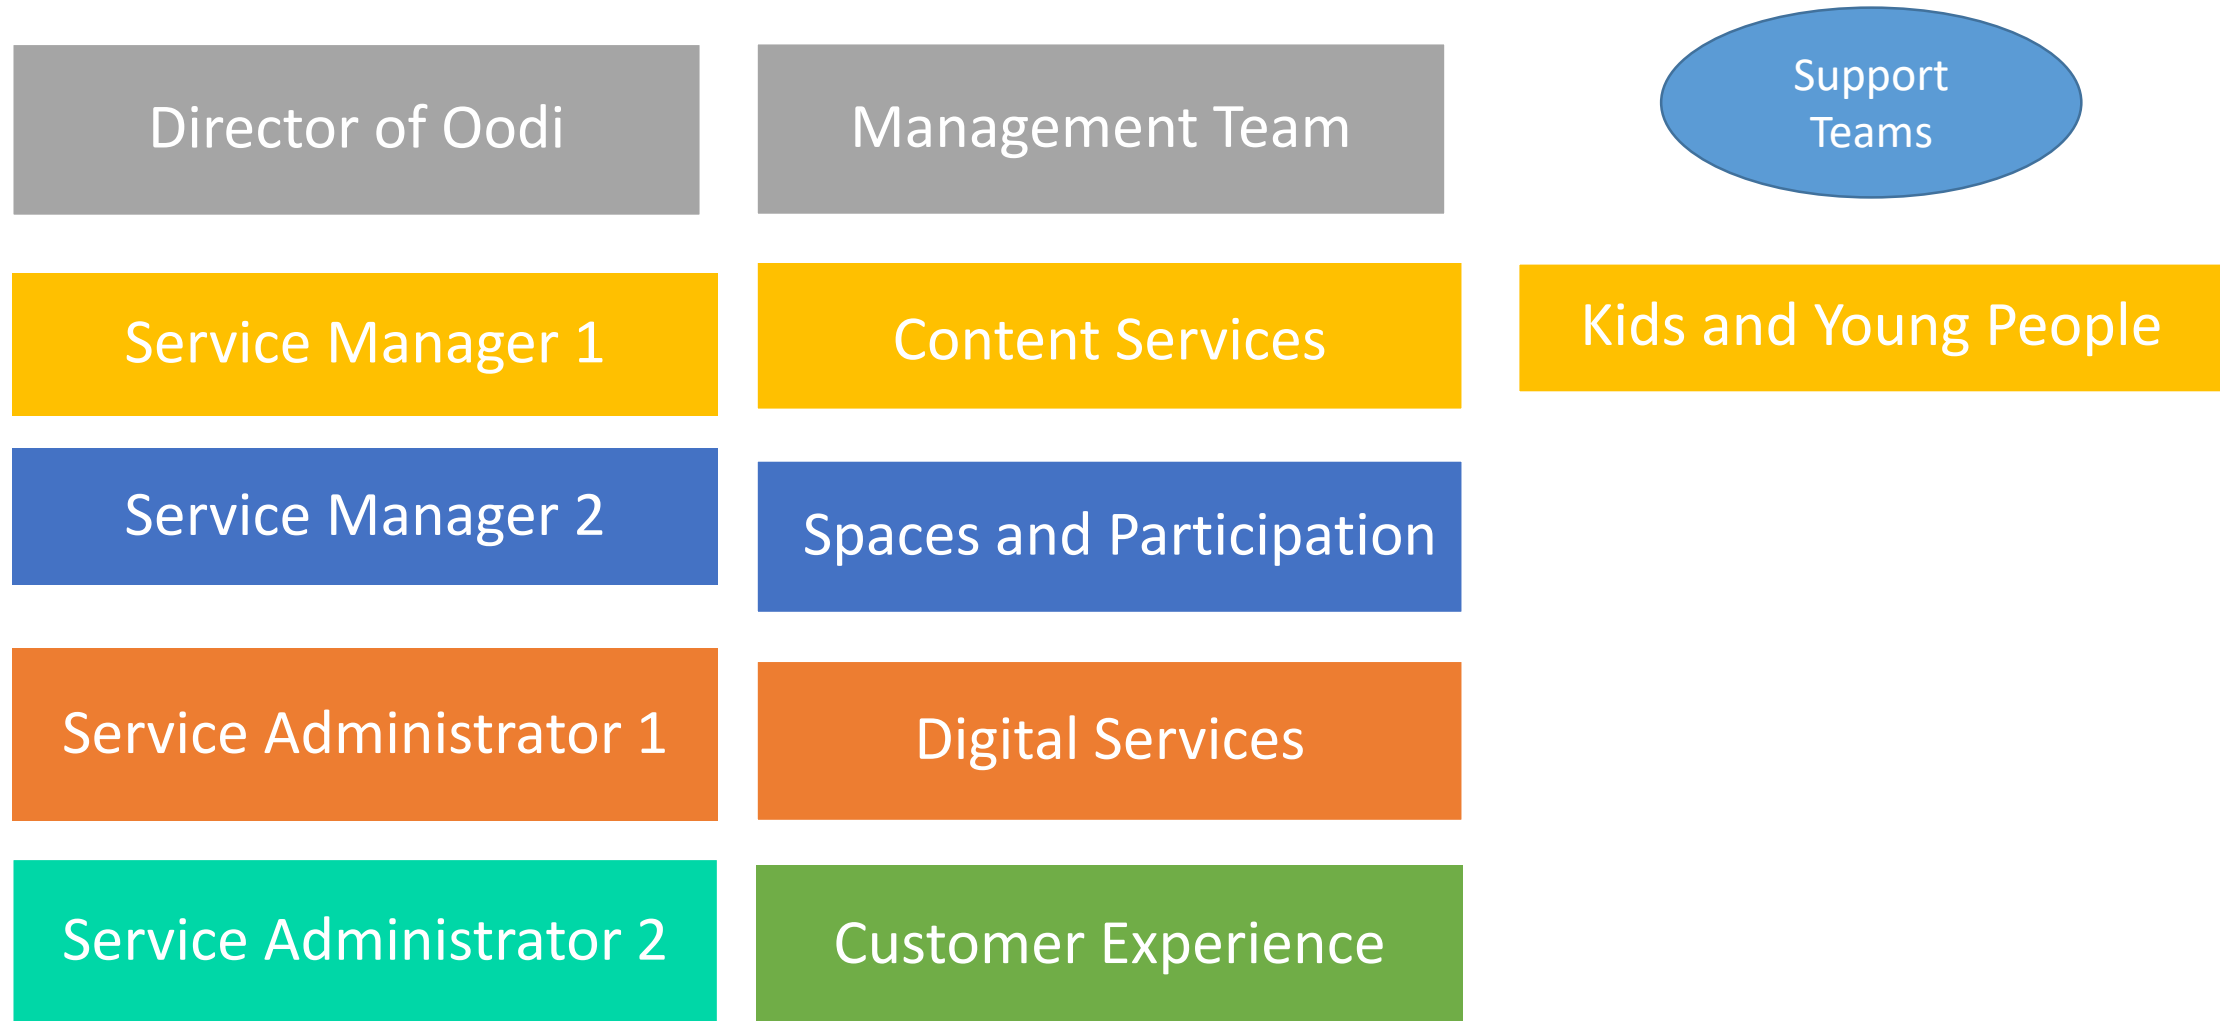 Director of Oodi
Management Team
Support
Teams
Service Manager 1
Content Services
Kids and Young People
Service Manager 2
Spaces and Participation
Service Administrator 1
Digital Services
Service Administrator 2
Customer Experience